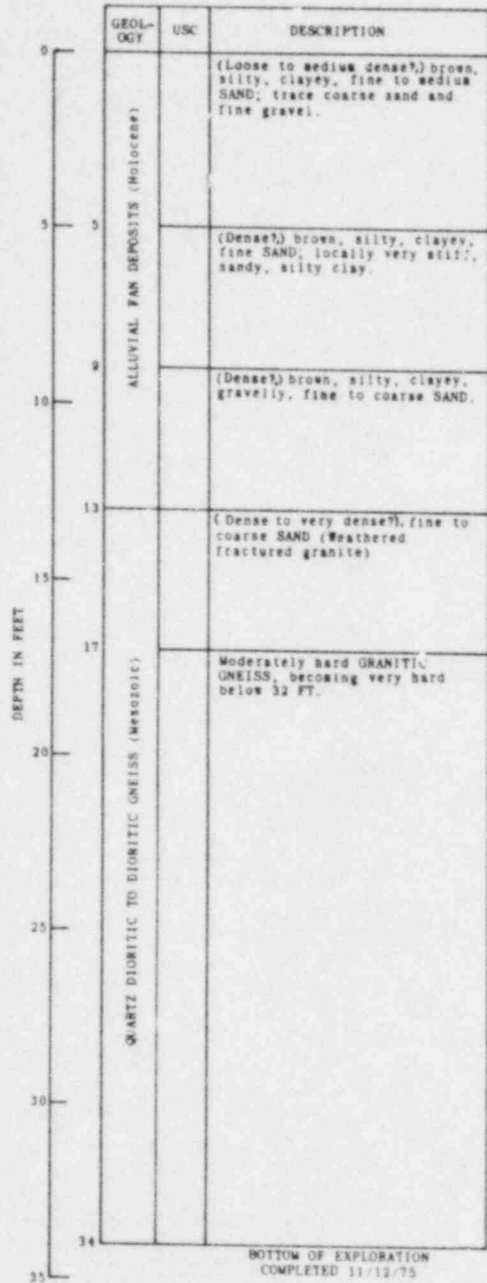 GEOL-
OGY
USC
DESCRIPTION
0
(Loose to medium dense?,) brown,
silty, clayey, fine to medium
SAND; trace coarse sand and
fine gravel.
ALLUVIAL FAN DEPOSITS (Holocene)
5
5
(Dense?,) brown, silty, clayey,
fine SAND; locally very stiff,
sandy, silty clay.
9
(Dense?,) brown, silty, clayey,
gravelly, fine to coarse SAND.
10
13
(Dense to very dense?), fine to
coarse SAND (Weathered
fractured granite)
15
DEPTH IN FEET
17
Moderately hard GRANITIC
GNEISS, becoming very hard
below 32 FT.
QUARTZ DIORITIC TO DIORITIC GNEISS (Mesozoic)
20
25
30
34
BOTTOM OF EXPLORATION
COMPLETED 11/12/75
35